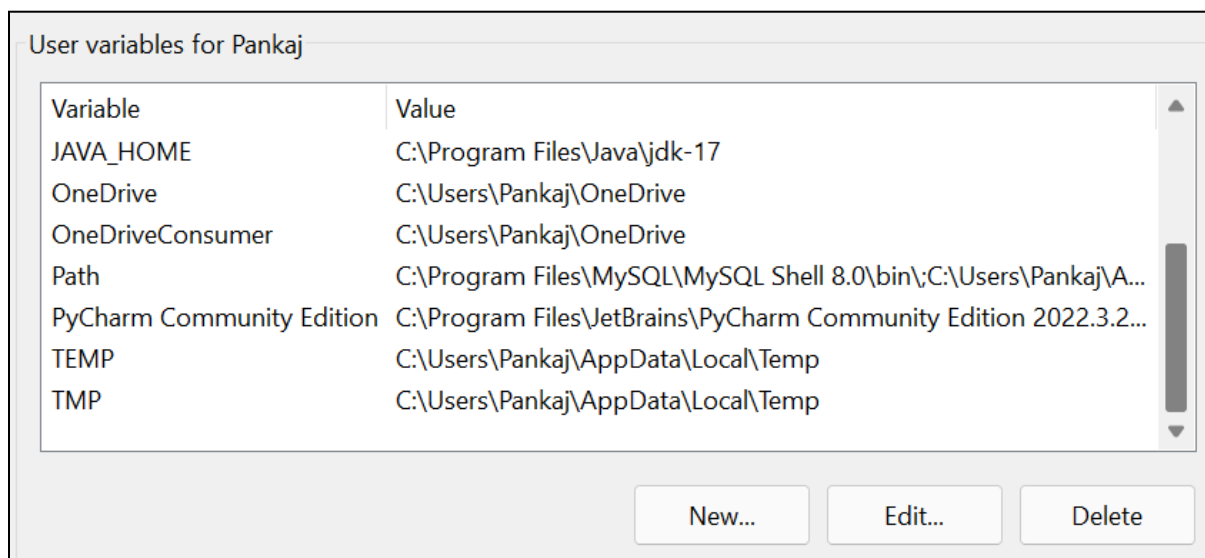 User variables for Pankaj
Variable Value
JAVA_HOME C:\Program Files\Java\jdk-17
OneDrive C:\Users\Pankaj\OneDrive
OneDriveConsumer C:\Users\Pankaj\OneDrive
Path C:\Program Files\MySQL\MySQL Shell 8.0\bin\;C:\Users\Pankaj\A...
PyCharm Community Edition C:\Program Files\JetBrains\PyCharm Community Edition 2022.3.2...
TEMP C:\Users\Pankaj\AppData\Local\Temp
TMP C:\Users\Pankaj\AppData\Local\Temp
New... Edit... Delete